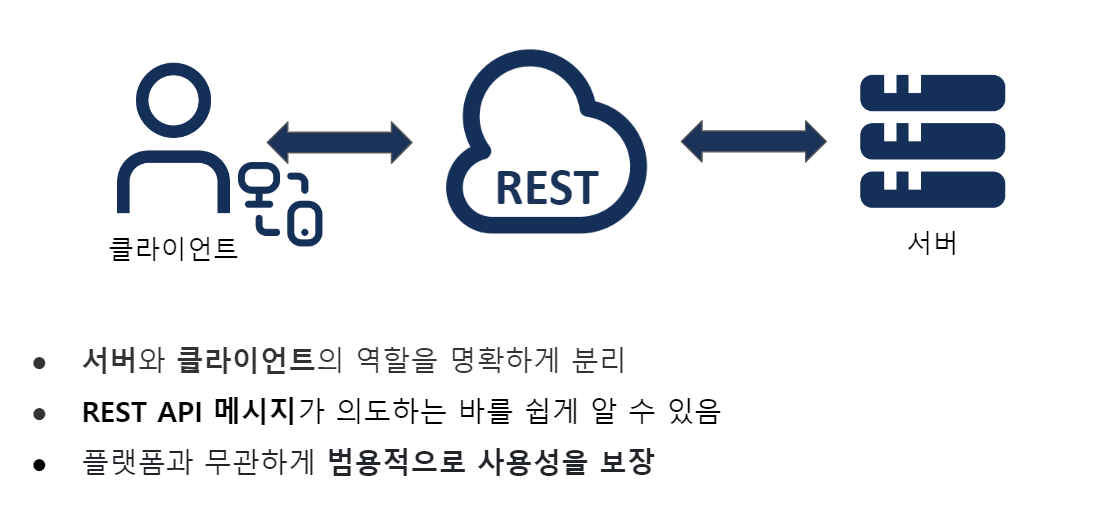 REST
클라이언트
서버
● 서버와 클라이언트의 역할을 명확하게 분리
● REST API 메시지가 의도하는 바를 쉽게 알 수 있음
● 플랫폼과 무관하게 범용적으로 사용성을 보장